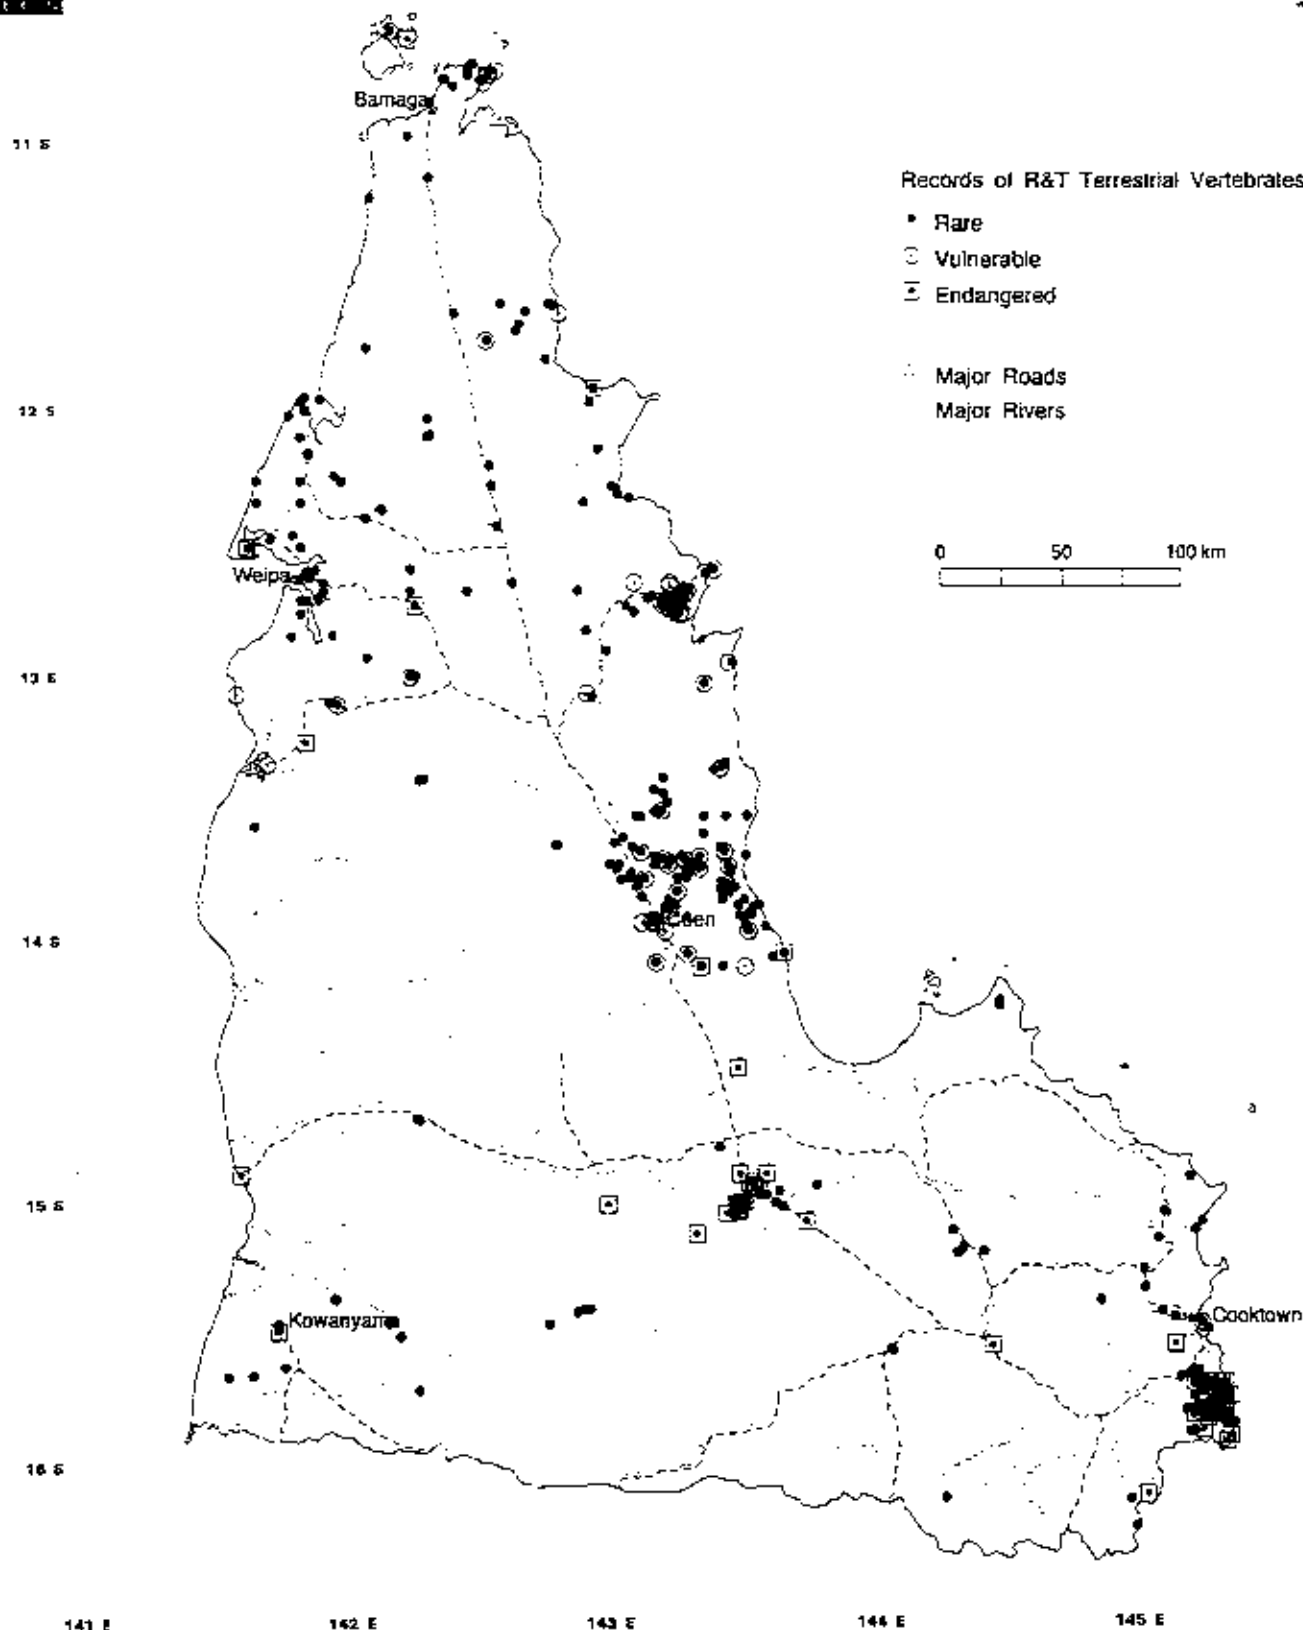 Bamaga
11 S
Records of R&T Terrestrial Vertebrates
Rare
Vulnerable
Endangered
Major Roads
Major Rivers
12 S
0 50 100 km
Weipa
13 S
Coen
14 S
15 S
Kowanyama
Cooktown
16 S
141 E 142 E 143 E 144 E 145 E